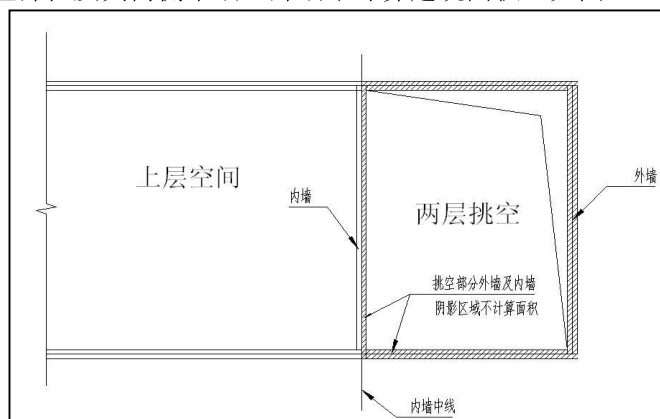 上层空间
内墙
两层挑空
外墙
挑空部分外墙及内墙
阴影区域不计算面积
内墙中线